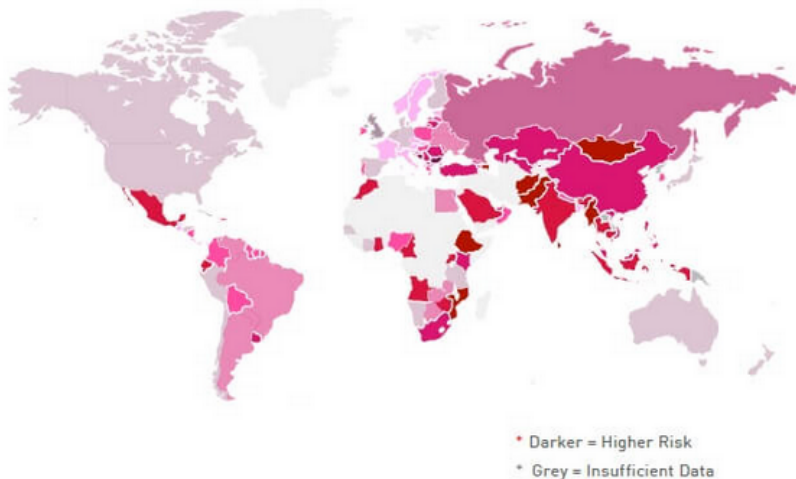 * Darker = Higher Risk
* Grey = Insufficient Data